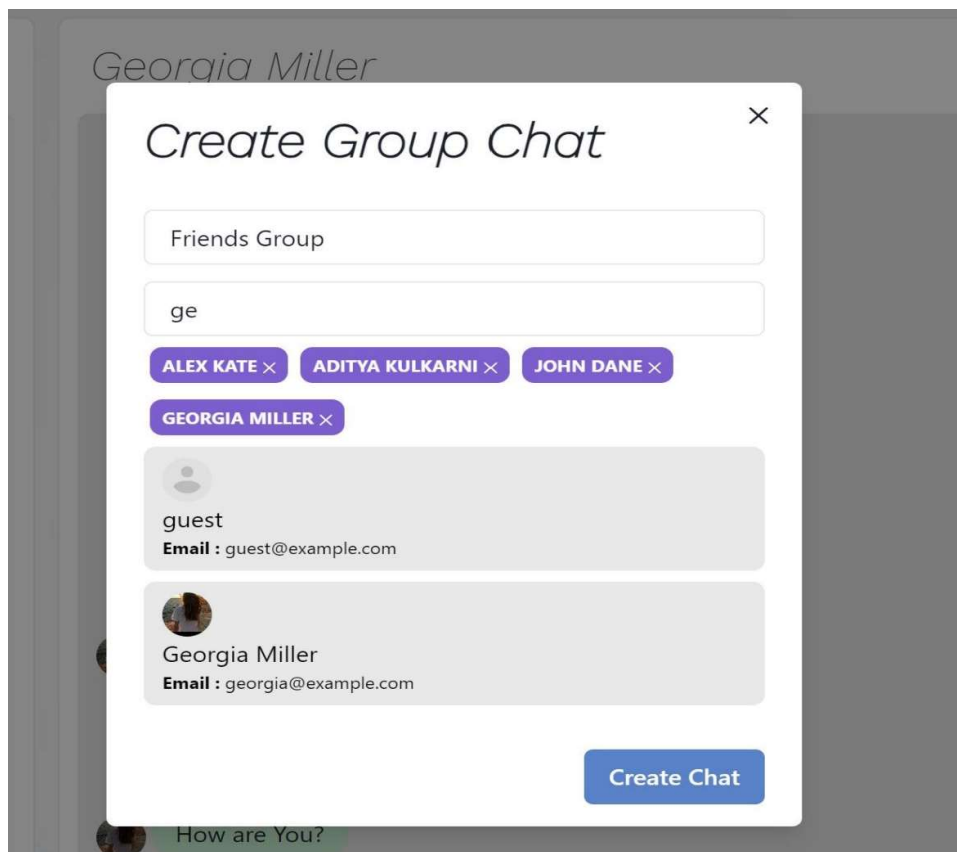 Georgia Miller
Create Group Chat
Friends Group
ge
ALEX KATE ADITYA KULKARNI JOHN DANE
GEORGIA MILLER
guest
Email : guest@example.com
Georgia Miller
Email : georgia@example.com
Create Chat
How are You?